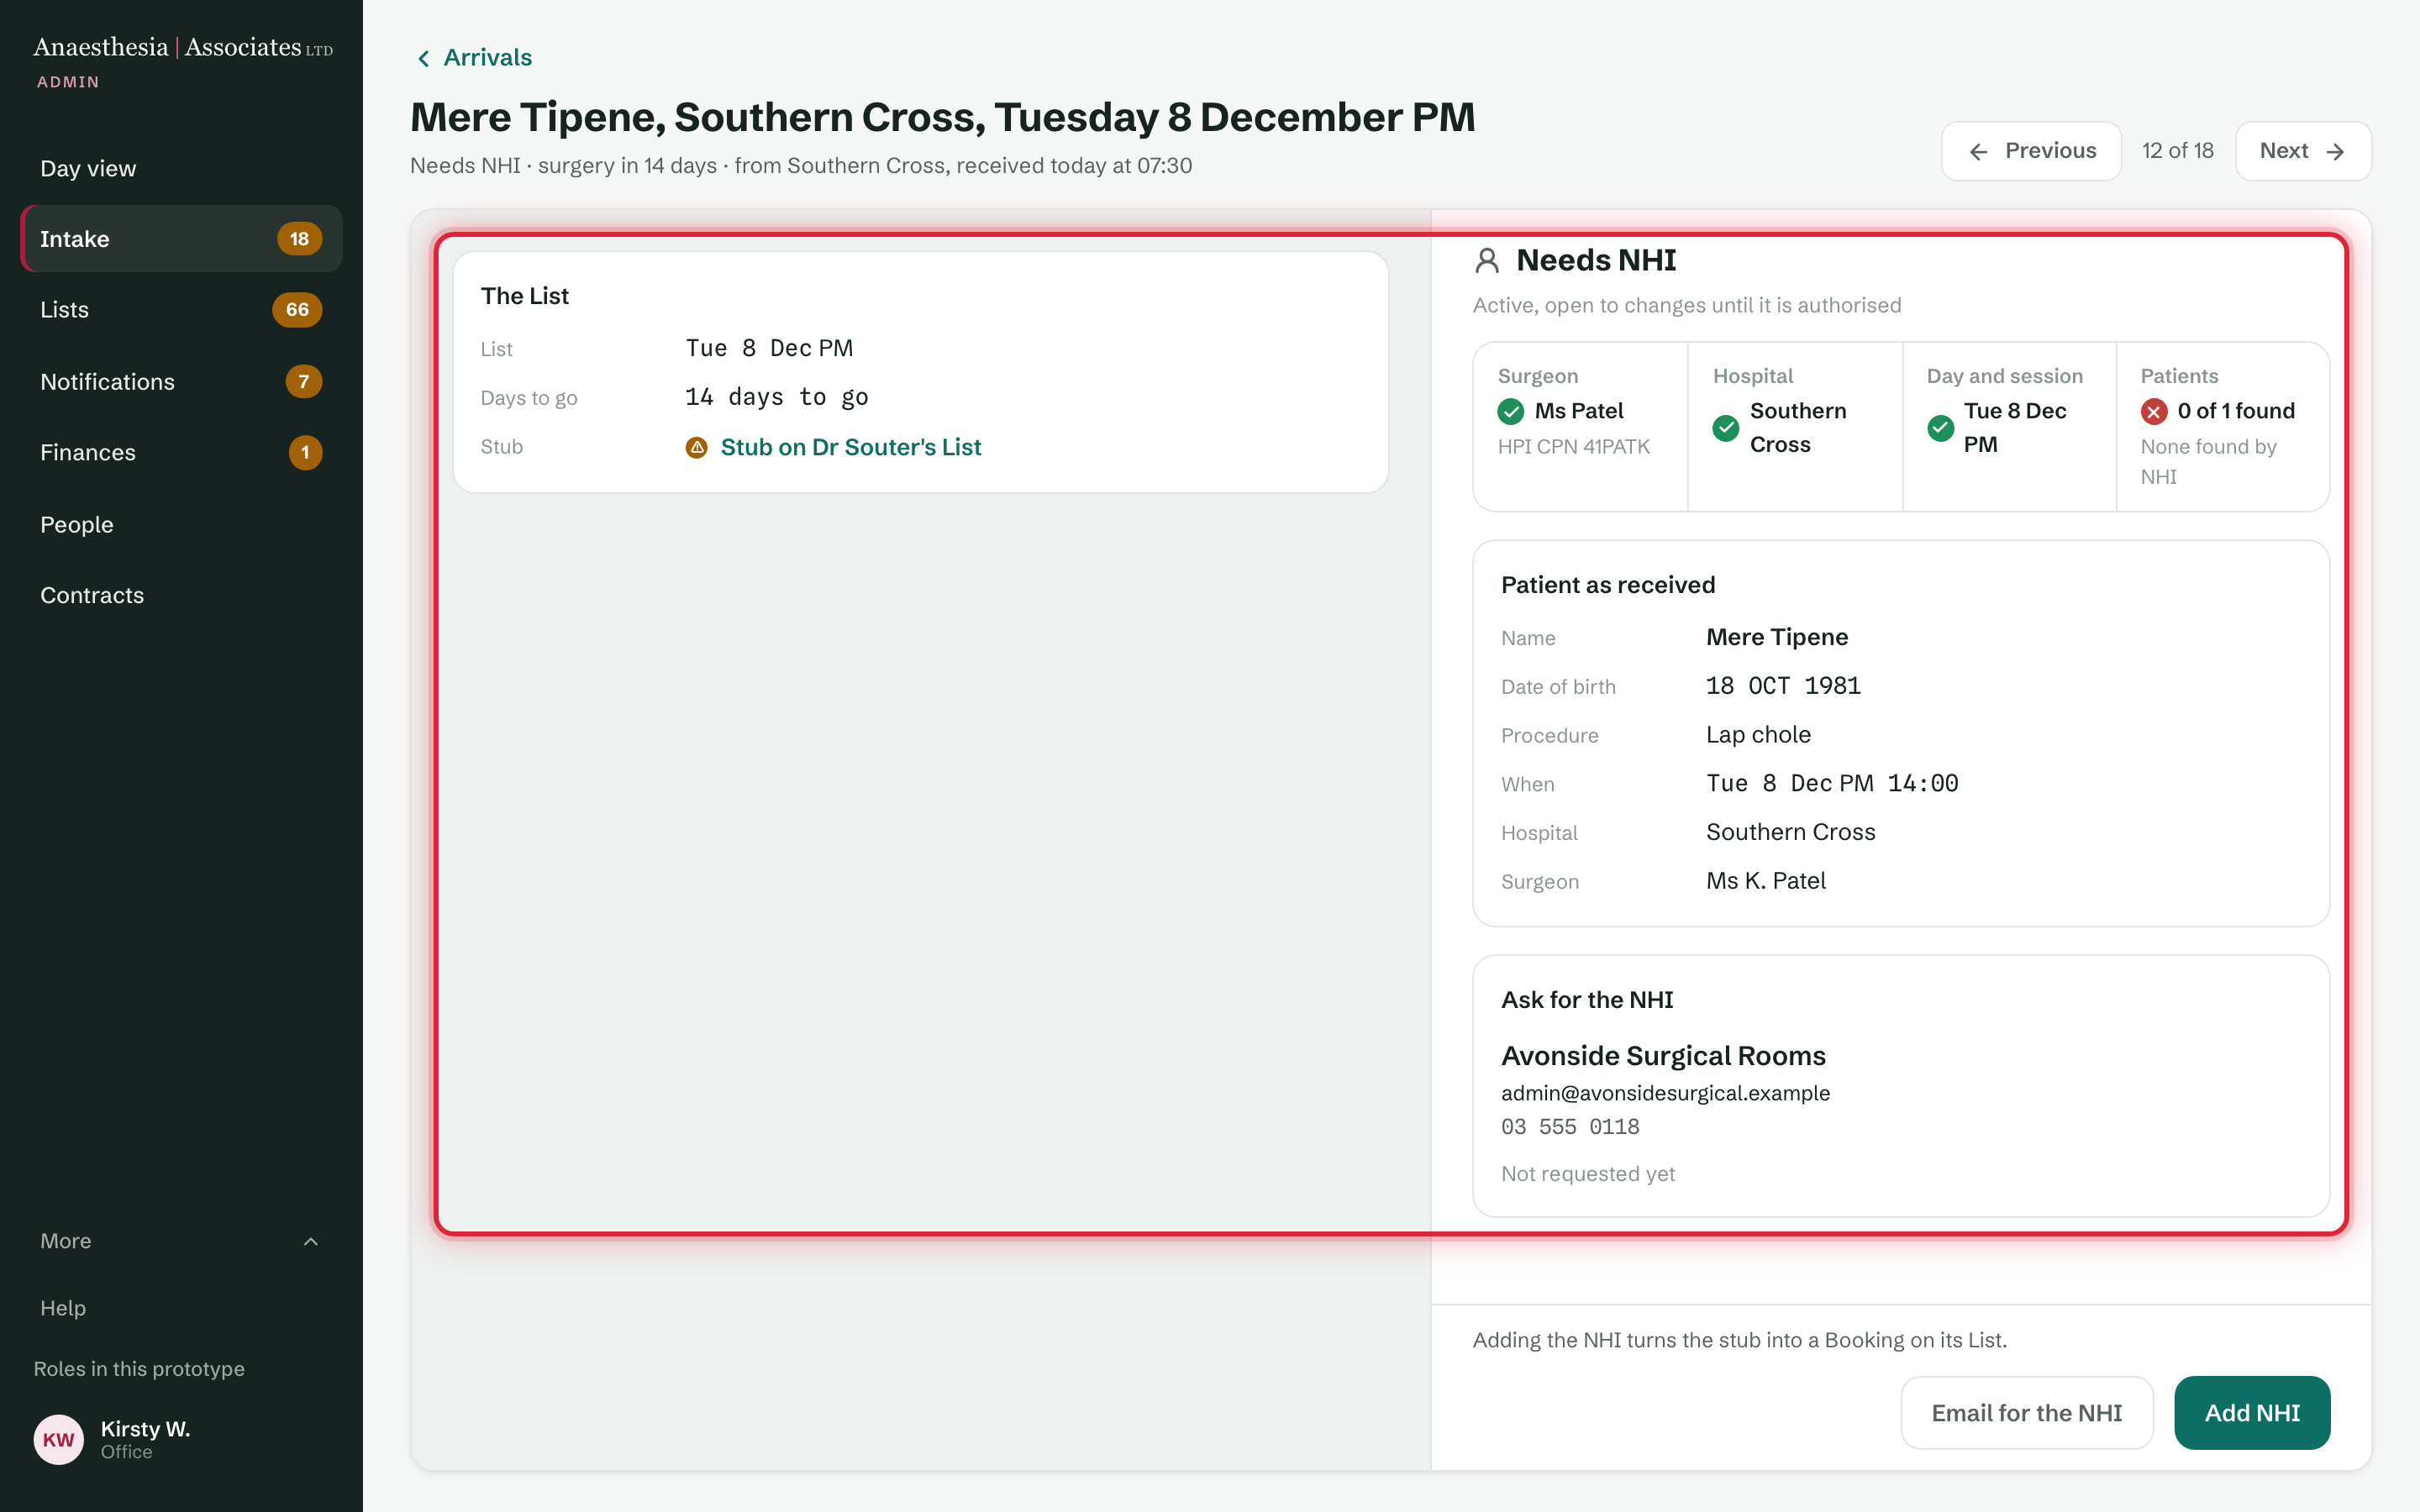 Anaesthesia | Associates LTD
ADMIN
Day view
Intake 18
Lists 66
Notifications 7
Finances 1
People
Contracts
More
Help
Roles in this prototype
KW
Kirsty W.
Office
Arrivals
Mere Tipene, Southern Cross, Tuesday 8 December PM
Needs NHI · surgery in 14 days · from Southern Cross, received today at 07:30
Previous
12 of 18
Next
The List
List Tue 8 Dec PM
Days to go 14 days to go
Stub Stub on Dr Souter's List
Needs NHI
Active, open to changes until it is authorised
Surgeon
Ms Patel
HPI CPN 41PATK
Hospital
Southern
Cross
Day and session
Tue 8 Dec
PM
Patients
0 of 1 found
None found by
NHI
Patient as received
Name Mere Tipene
Date of birth 18 OCT 1981
Procedure Lap chole
When Tue 8 Dec PM 14:00
Hospital Southern Cross
Surgeon Ms K. Patel
Ask for the NHI
Avonside Surgical Rooms
admin@avonsidesurgical.example
03 555 0118
Not requested yet
Adding the NHI turns the stub into a Booking on its List.
Email for the NHI
Add NHI